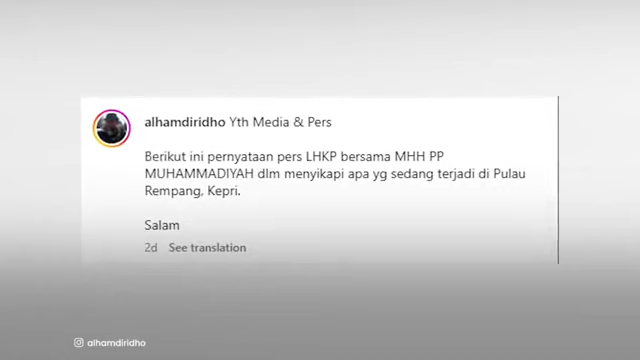 alhamdiridho Yth Media & Pers
Berikut ini pernyataan pers LHKP bersama MHH PP
MUHAMMADIYAH dlm menyikapi apa yg sedang terjadi di Pulau
Rempang, Kepri.
Salam
2d See translation
alhamdiridho